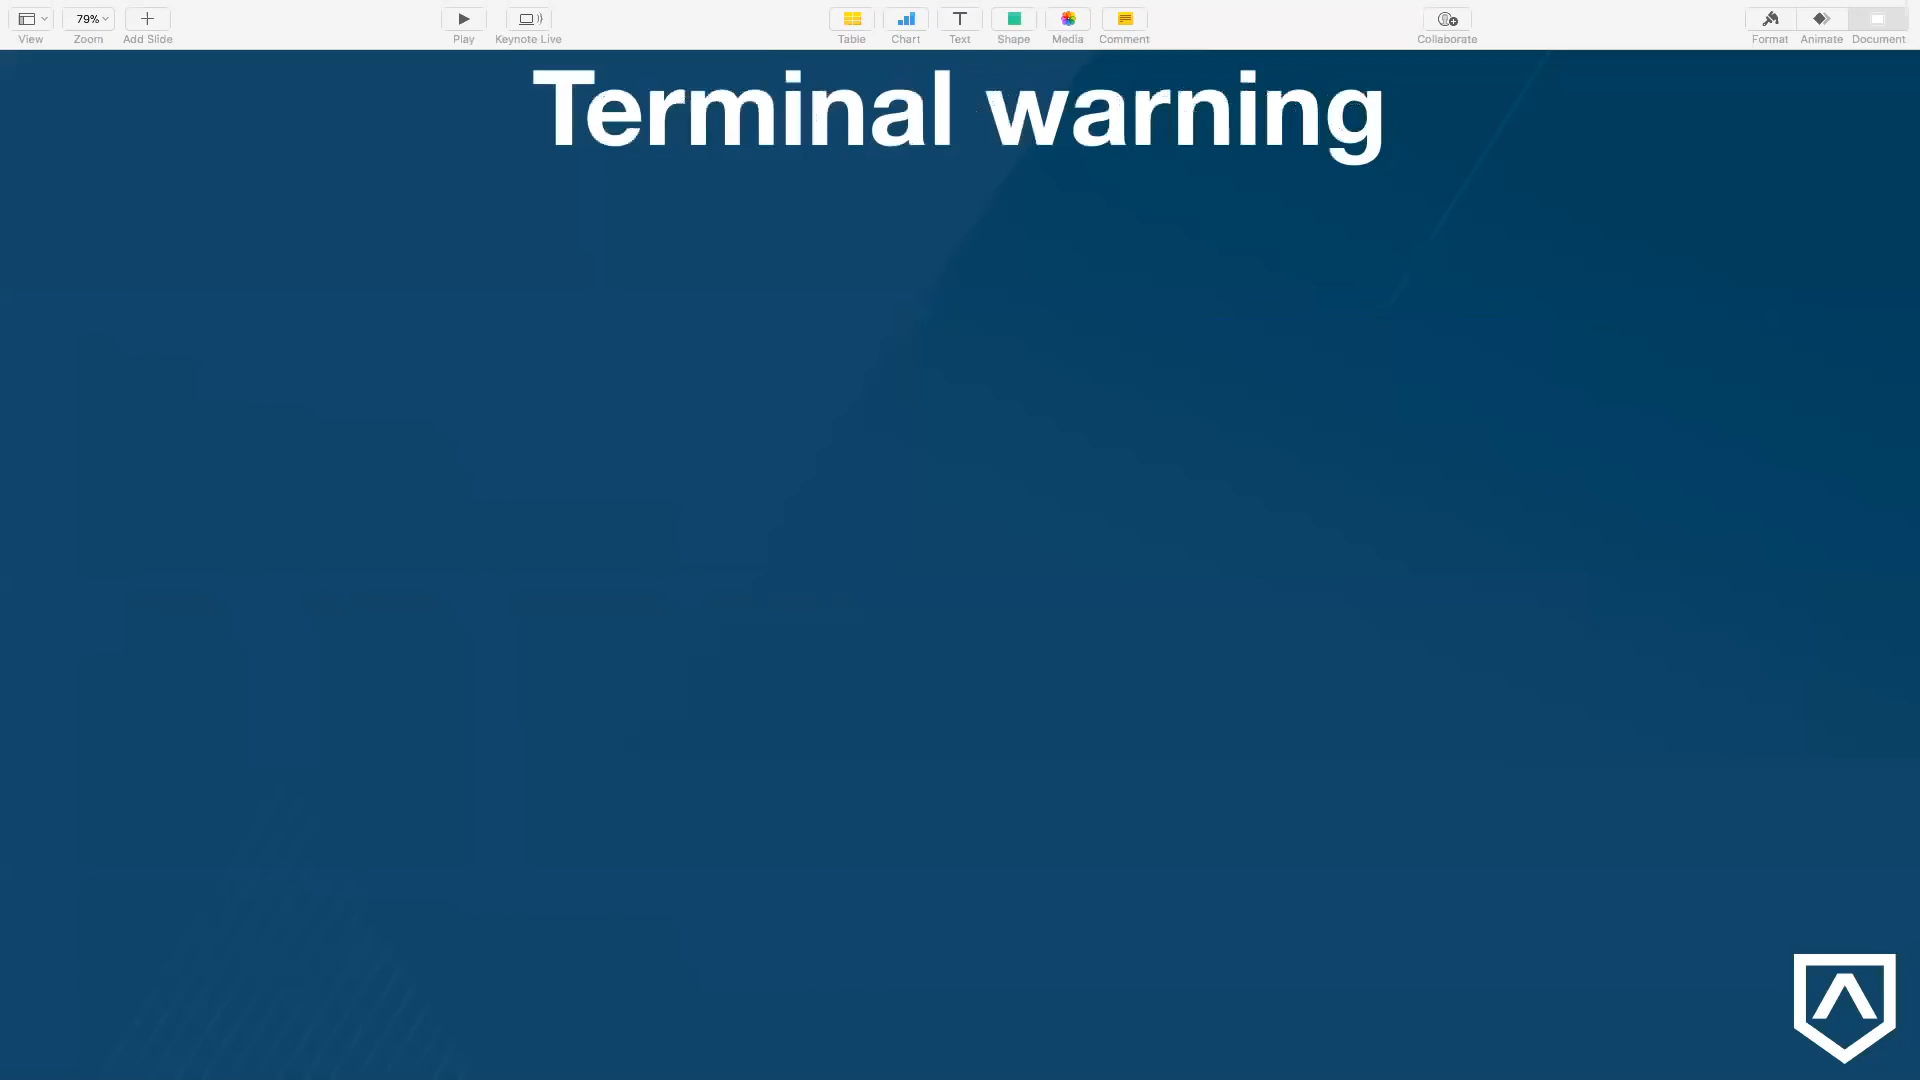 79%
View
Zoom
Add Slide
Play
Keynote Live
Table
Chart
Text
Shape
Media
Comment
Collaborate
Format
Animate
Document
Terminal warning